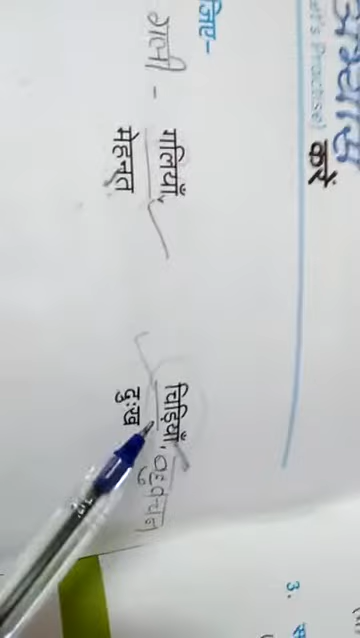 अभ्यास करें
Let's Practise!
जिए-
गली - गलियाँ, चिड़ियाँ, बहुवचन
मेहनत दुःख
3.